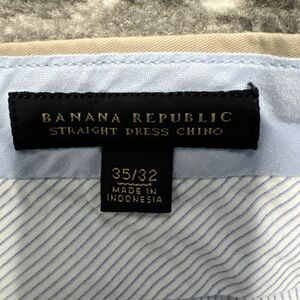 BANANA REPUBLIC
STRAIGHT DRESS CHINO
35/32
MADE IN
INDONESIA